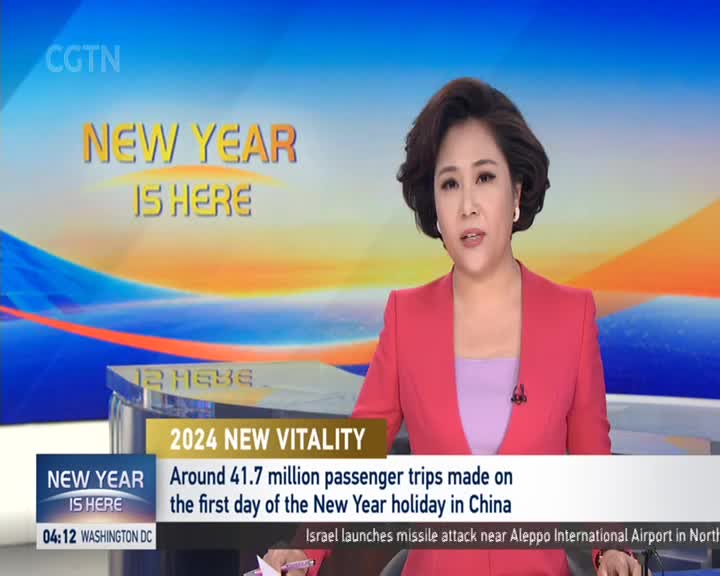 CGTN
NEW YEAR
IS HERE
IS HERE
2024 NEW VITALITY
Around 41.7 million passenger trips made on
the first day of the New Year holiday in China
NEW YEAR
IS HERE
04:12 WASHINGTON DC
Israel launches missile attack near Aleppo International Airport in North